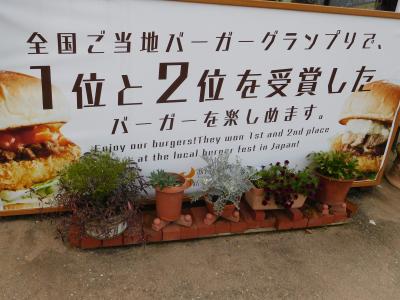 全国ご当地バーガーグランプリで、
1位と2位を受賞した
バーガーを楽しめます。
Enjoy our burgers!They won 1st and 2nd place
at the local burger fest in Japan!